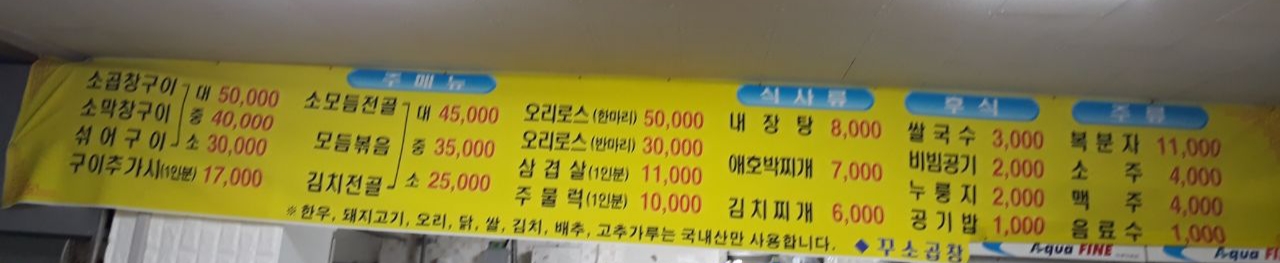 주메뉴
소곱창구이 대 50,000
소막창구이 중 40,000
섞어구이 소 30,000
구이추가시(1인분) 17,000
소모듬전골 대 45,000
모듬볶음 중 35,000
김치전골 소 25,000
오리로스 (한마리) 50,000
오리로스 (반마리) 30,000
삼겹살(1인분) 11,000
주물럭(1인분) 10,000
식사류
내장탕 8,000
애호박찌개 7,000
김치찌개 6,000
후식
쌀국수 3,000
비빔공기 2,000
누룽지 2,000
공기밥 1,000
주류
복분자 11,000
소주 4,000
맥주 4,000
음료수 1,000
※한우, 돼지고기, 오리, 닭, 쌀, 김치, 배추, 고추가루는 국내산만 사용합니다. ◆꾸소곱창
Aqua FINE
Aqua FI